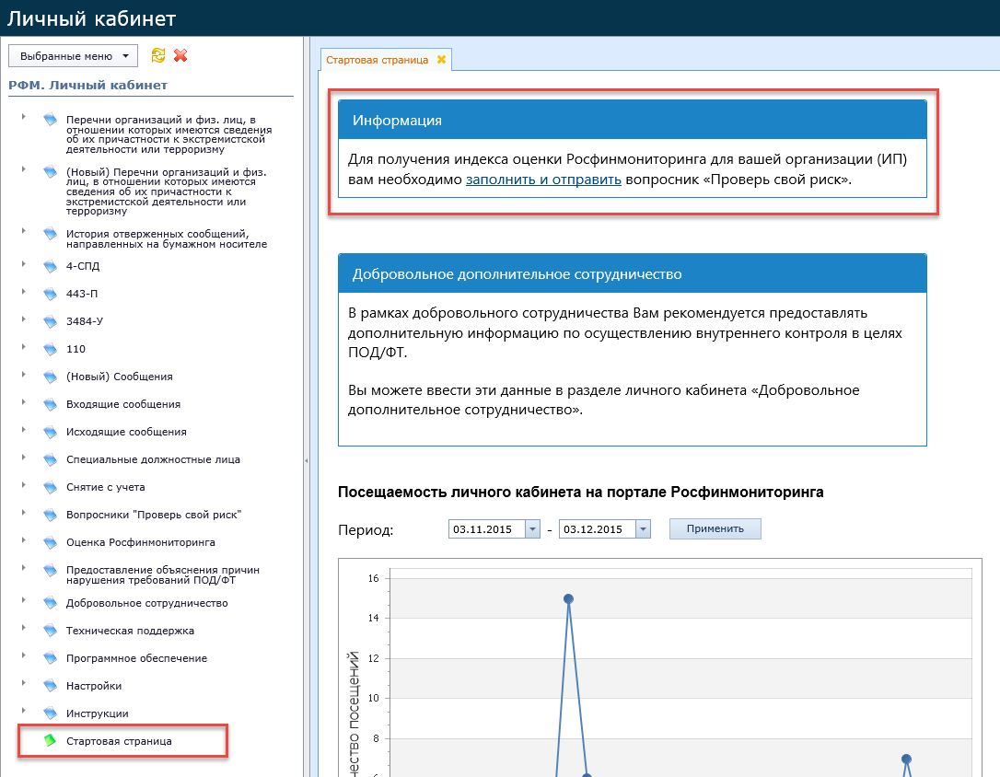 Личный кабинет
Выбранные меню
РФМ. Личный кабинет
Перечни организаций и физ. лиц, в
отношении которых имеются сведения
об их причастности к экстремистской
деятельности или терроризму
(Новый) Перечни организаций и физ.
лиц, в отношении которых имеются
сведения об их причастности к
экстремистской деятельности или
терроризму
История отверженных сообщений,
направленных на бумажном носителе
4-СПД
443-П
3484-У
110
(Новый) Сообщения
Входящие сообщения
Исходящие сообщения
Специальные должностные лица
Снятие с учета
Вопросники "Проверь свой риск"
Оценка Росфинмониторинга
Предоставление объяснения причин
нарушения требований ПОД/ФТ
Добровольное сотрудничество
Техническая поддержка
Программное обеспечение
Настройки
Инструкции
Стартовая страница
Стартовая страница
Информация
Для получения индекса оценки Росфинмониторинга для вашей организации (ИП)
вам необходимо заполнить и отправить вопросник «Проверь свой риск».
Добровольное дополнительное сотрудничество
В рамках добровольного сотрудничества Вам рекомендуется предоставлять
дополнительную информацию по осуществлению внутреннего контроля в целях
ПОД/ФТ.
Вы можете ввести эти данные в разделе личного кабинета «Добровольное
дополнительное сотрудничество».
Посещаемость личного кабинета на портале Росфинмониторинга
Период: 03.11.2015 - 03.12.2015 Применить
16
14
12
10
8
посещений